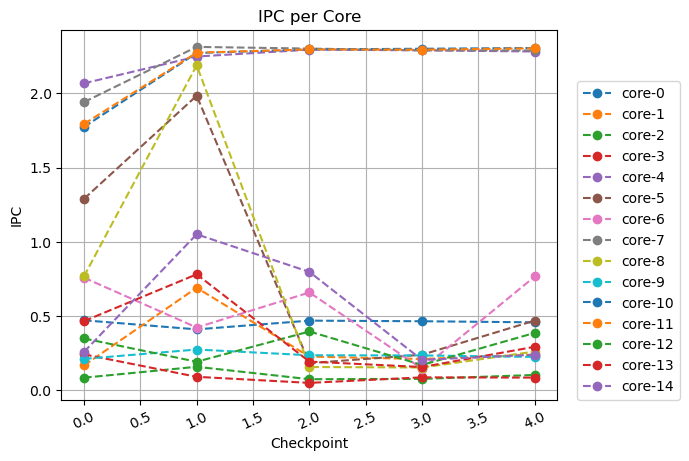 IPC per Core
IPC
2.0
1.5
1.0
0.5
0.0
0.0 0.5 1.0 1.5 2.0 2.5 3.0 3.5 4.0
Checkpoint
core-0
core-1
core-2
core-3
core-4
core-5
core-6
core-7
core-8
core-9
core-10
core-11
core-12
core-13
core-14